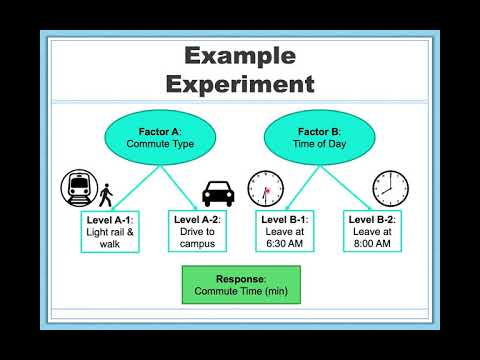 Example
Experiment
Factor A:
Commute Type
Factor B:
Time of Day
Level A-1:
Light rail &
walk
Level A-2:
Drive to
campus
Level B-1:
Leave at
6:30 AM
Level B-2:
Leave at
8:00 AM
Response:
Commute Time (min)